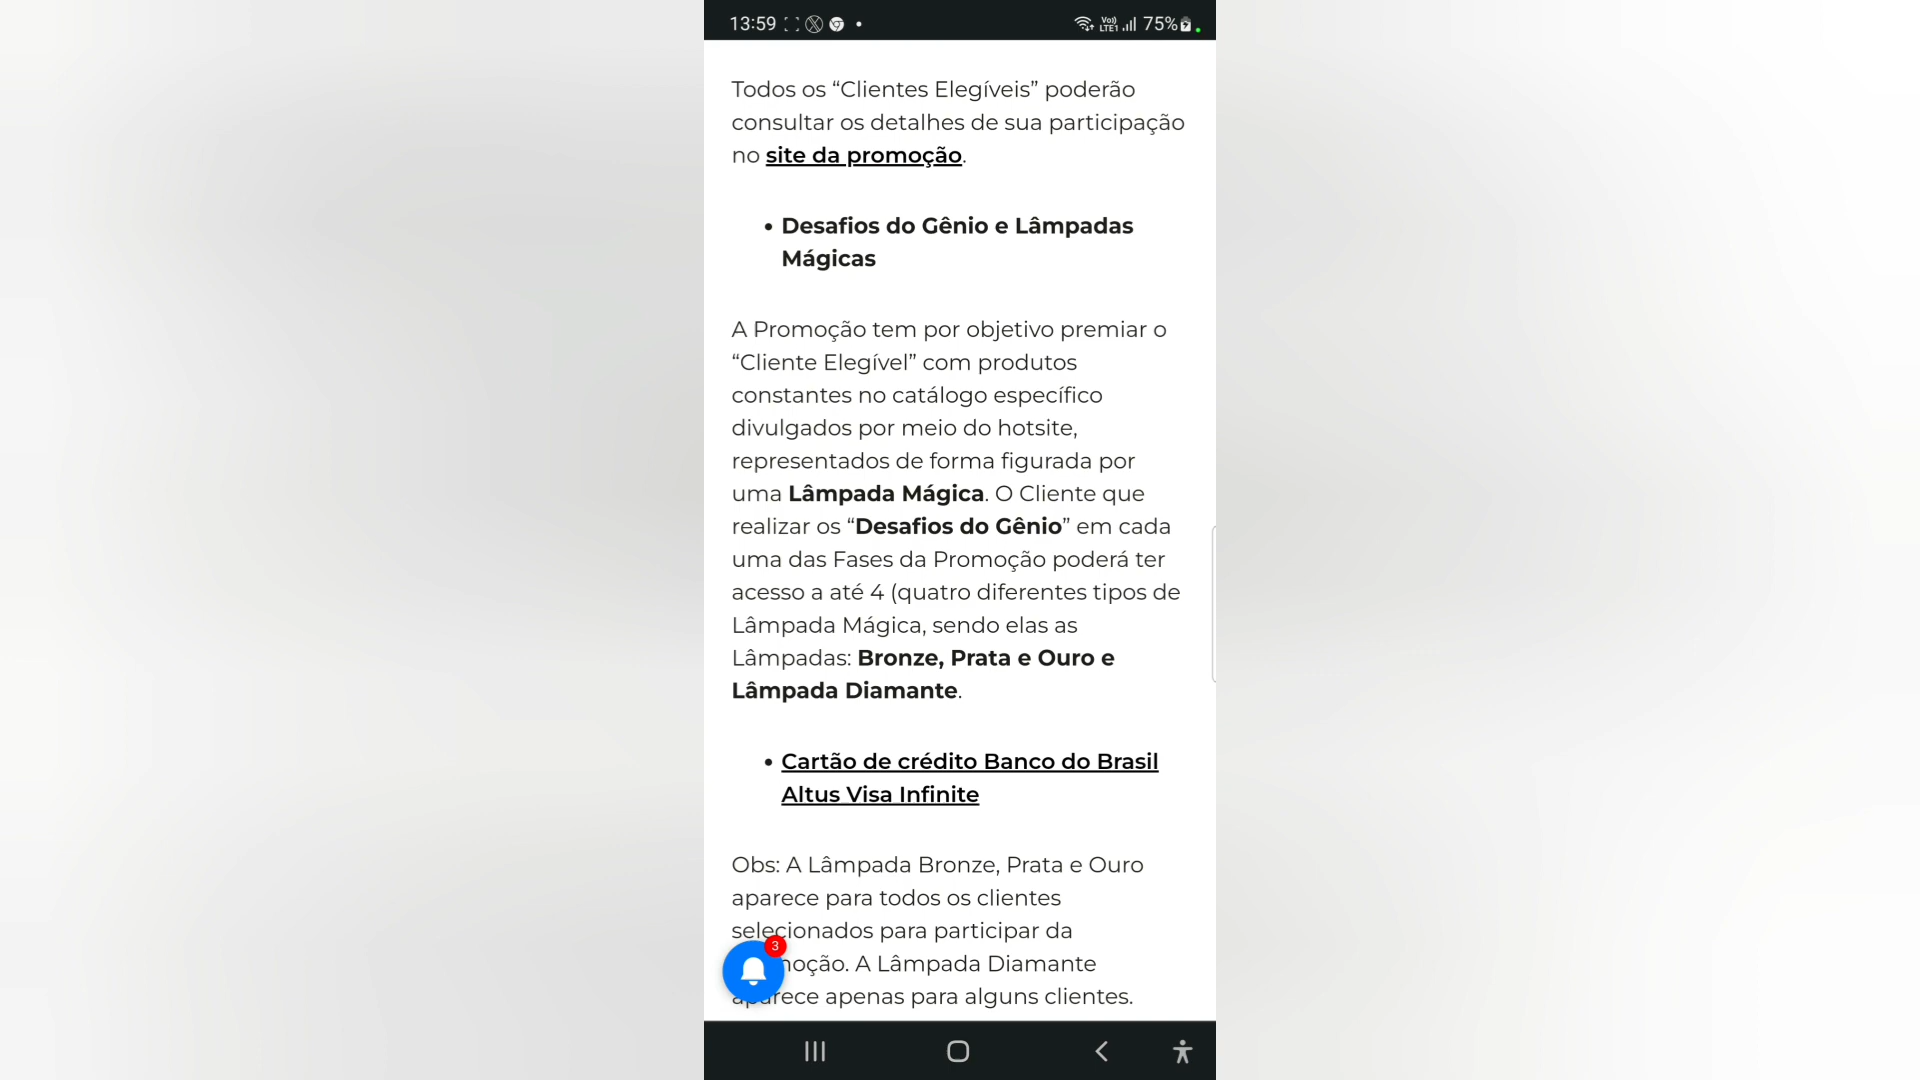 13:59
Vo))
LTE1
75%
Todos os “Clientes Elegíveis” poderão
consultar os detalhes de sua participação
no site da promoção.
• Desafios do Gênio e Lâmpadas
Mágicas
A Promoção tem por objetivo premiar o
“Cliente Elegível” com produtos
constantes no catálogo específico
divulgados por meio do hotsite,
representados de forma figurada por
uma Lâmpada Mágica. O Cliente que
realizar os “Desafios do Gênio” em cada
uma das Fases da Promoção poderá ter
acesso a até 4 (quatro diferentes tipos de
Lâmpada Mágica, sendo elas as
Lâmpadas: Bronze, Prata e Ouro e
Lâmpada Diamante.
• Cartão de crédito Banco do Brasil
Altus Visa Infinite
Obs: A Lâmpada Bronze, Prata e Ouro
aparece para todos os clientes
selecionados para participar da
moção. A Lâmpada Diamante
aparece apenas para alguns clientes.
3